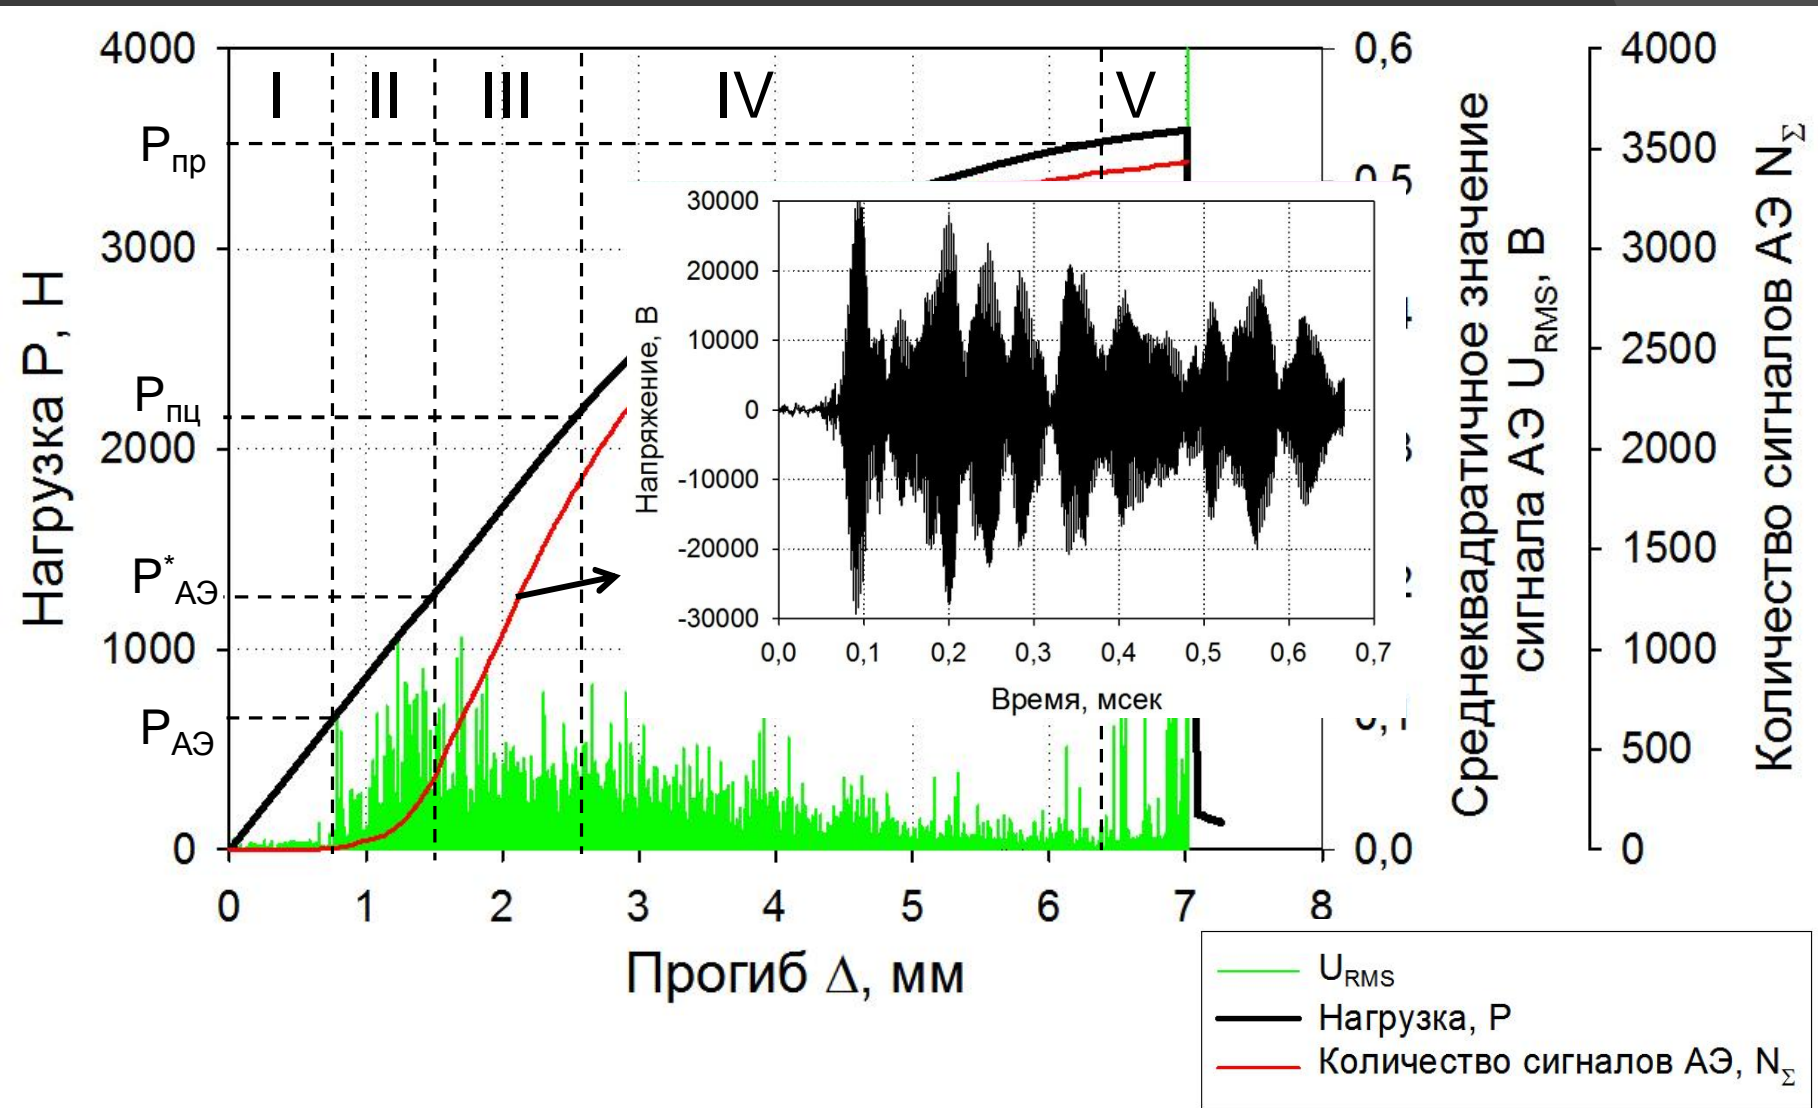 I II III IV V
4000
3000
2000
1000
0
Pпр
Pпц
P*АЭ
PАЭ
Нагрузка P, Н
0 1 2 3 4 5 6 7 8
Прогиб Δ, мм
30000
20000
10000
0
-10000
-20000
-30000
Напряжение, В
0,0 0,1 0,2 0,3 0,4 0,5 0,6 0,7
Время, мсек
0,6
0,0
Среднеквадратичное значение
сигнала АЭ URMS, В
4000
3500
3000
2500
2000
1500
1000
500
0
Количество сигналов АЭ NΣ
URMS
Нагрузка, P
Количество сигналов АЭ, NΣ